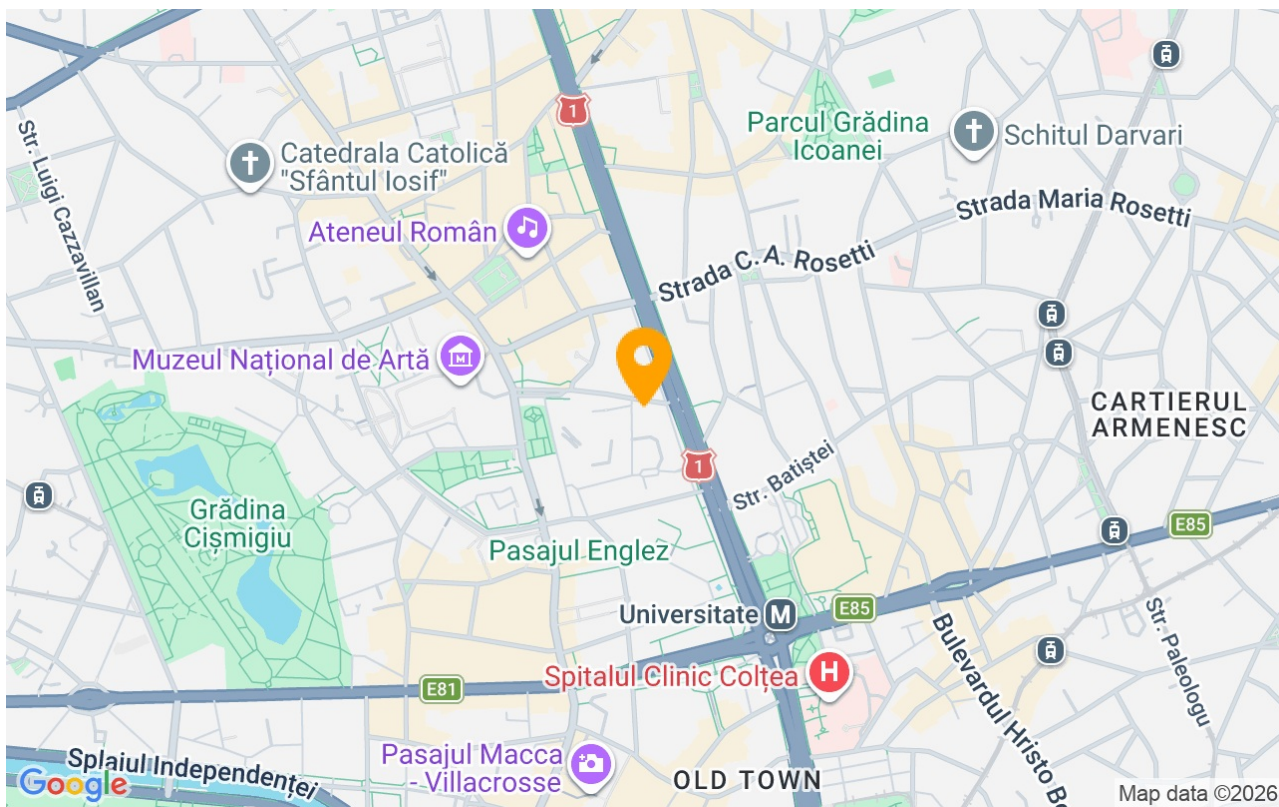 1
Parcul Grădina
Icoanei
Schitul Darvari
Str. Luigi Cazzavillan
Catedrala Catolică
"Sfântul Iosif"
Strada Maria Rosetti
Ateneul Român
Strada C. A. Rosetti
Muzeul Național de Artă
M
CARTIERUL
ARMENESC
1
Str. Batiștei
Grădina
Cișmigiu
E85
Pasajul Englez
Universitate M
E85
Str. Paleologu
Bulevardul Hristo Bo
Spitalul Clinic Colțea H
E81
Splaiul Independenței
Pasajul Macca
- Villacrosse
OLD TOWN
Google
Map data ©2026